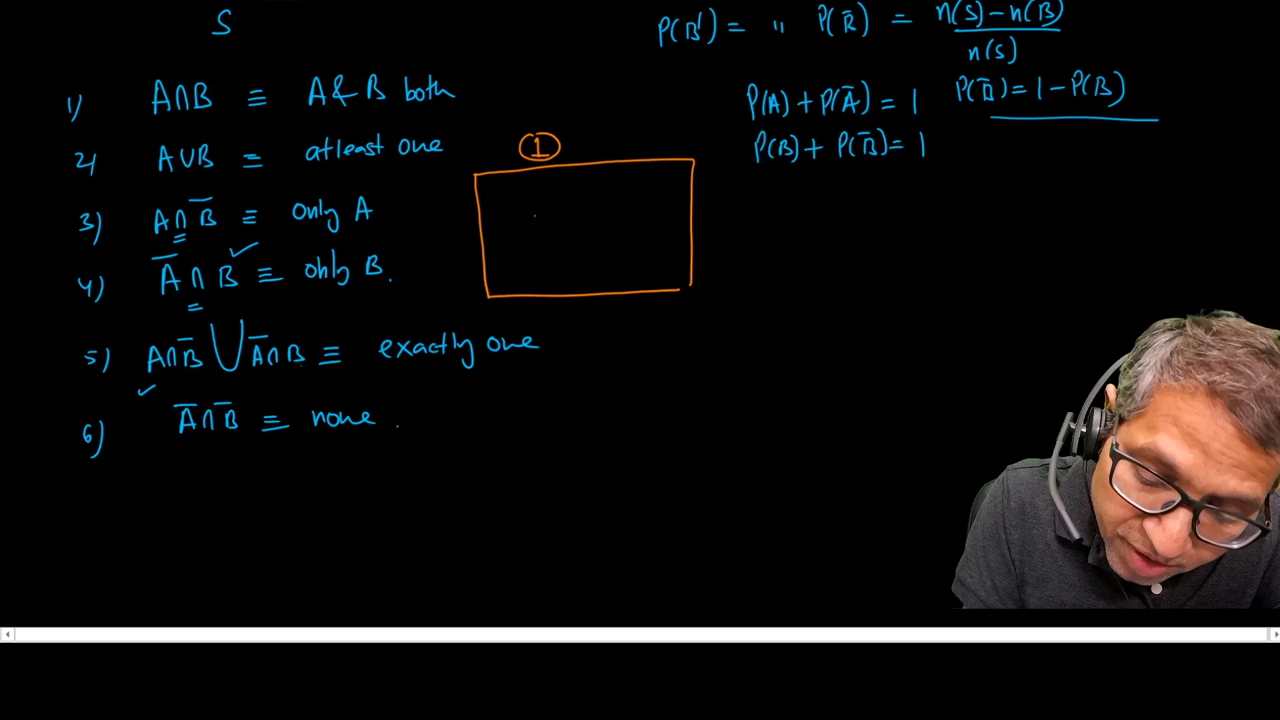 S
1) A∩B ≡ A & B both
2) A∪B ≡ atleast one
3) A∩B̅ ≡ only A
4) A̅∩B ≡ only B.
5) A∩B̅ ∪ A̅∩B ≡ exactly one
6) A̅∩B̅ ≡ none.
①
P(B') = " P(B̅) = n(S)-n(B) / n(S)
P(A) + P(A̅) = 1 P(B̅) = 1 - P(B)
P(B) + P(B̅) = 1